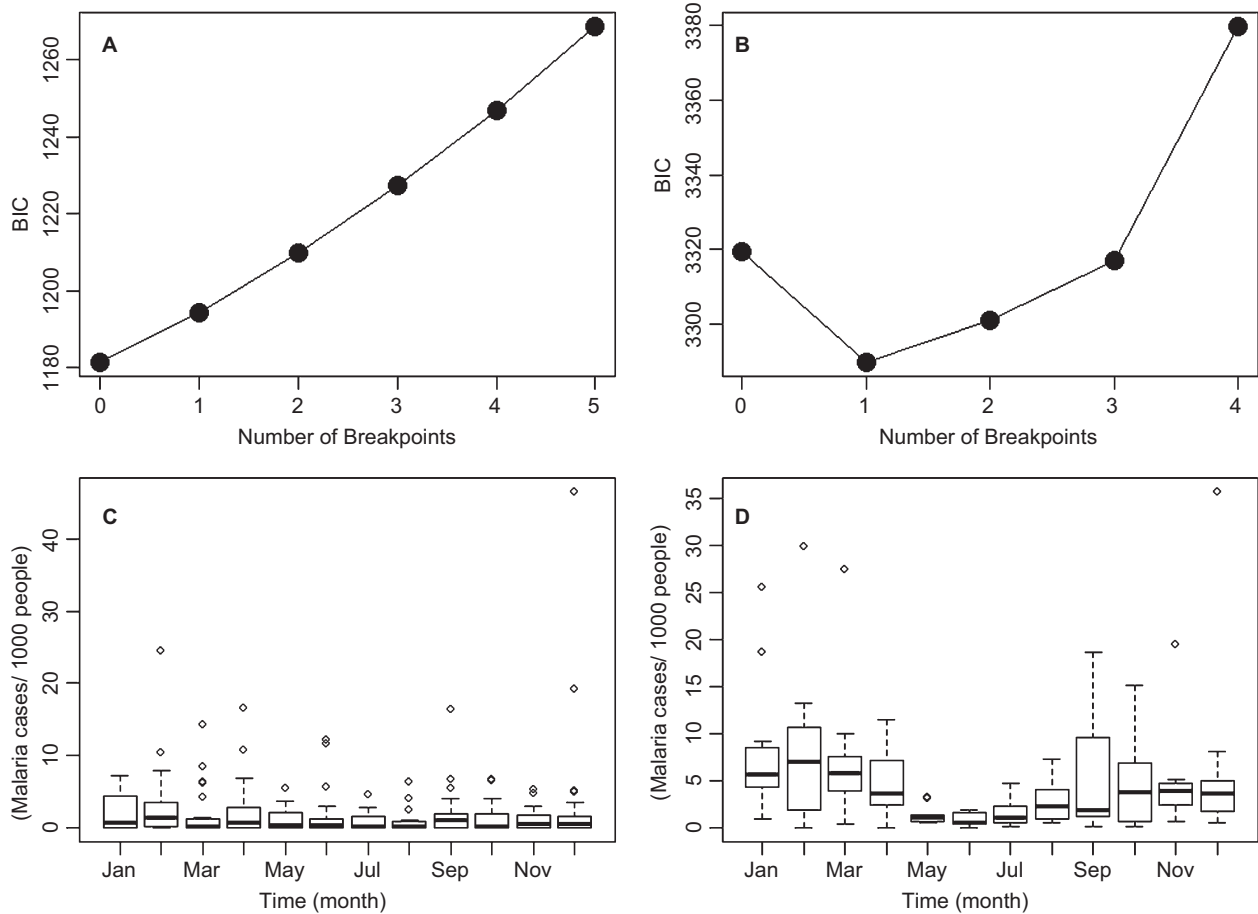 A
BIC
1260
1240
1220
1200
1180
0 1 2 3 4 5
Number of Breakpoints
B
BIC
3380
3360
3340
3320
3300
0 1 2 3 4
Number of Breakpoints
C
(Malaria cases/ 1000 people)
40
30
20
10
0
Jan Mar May Jul Sep Nov
Time (month)
D
(Malaria cases/ 1000 people)
35
30
25
20
15
10
5
0
Jan Mar May Jul Sep Nov
Time (month)